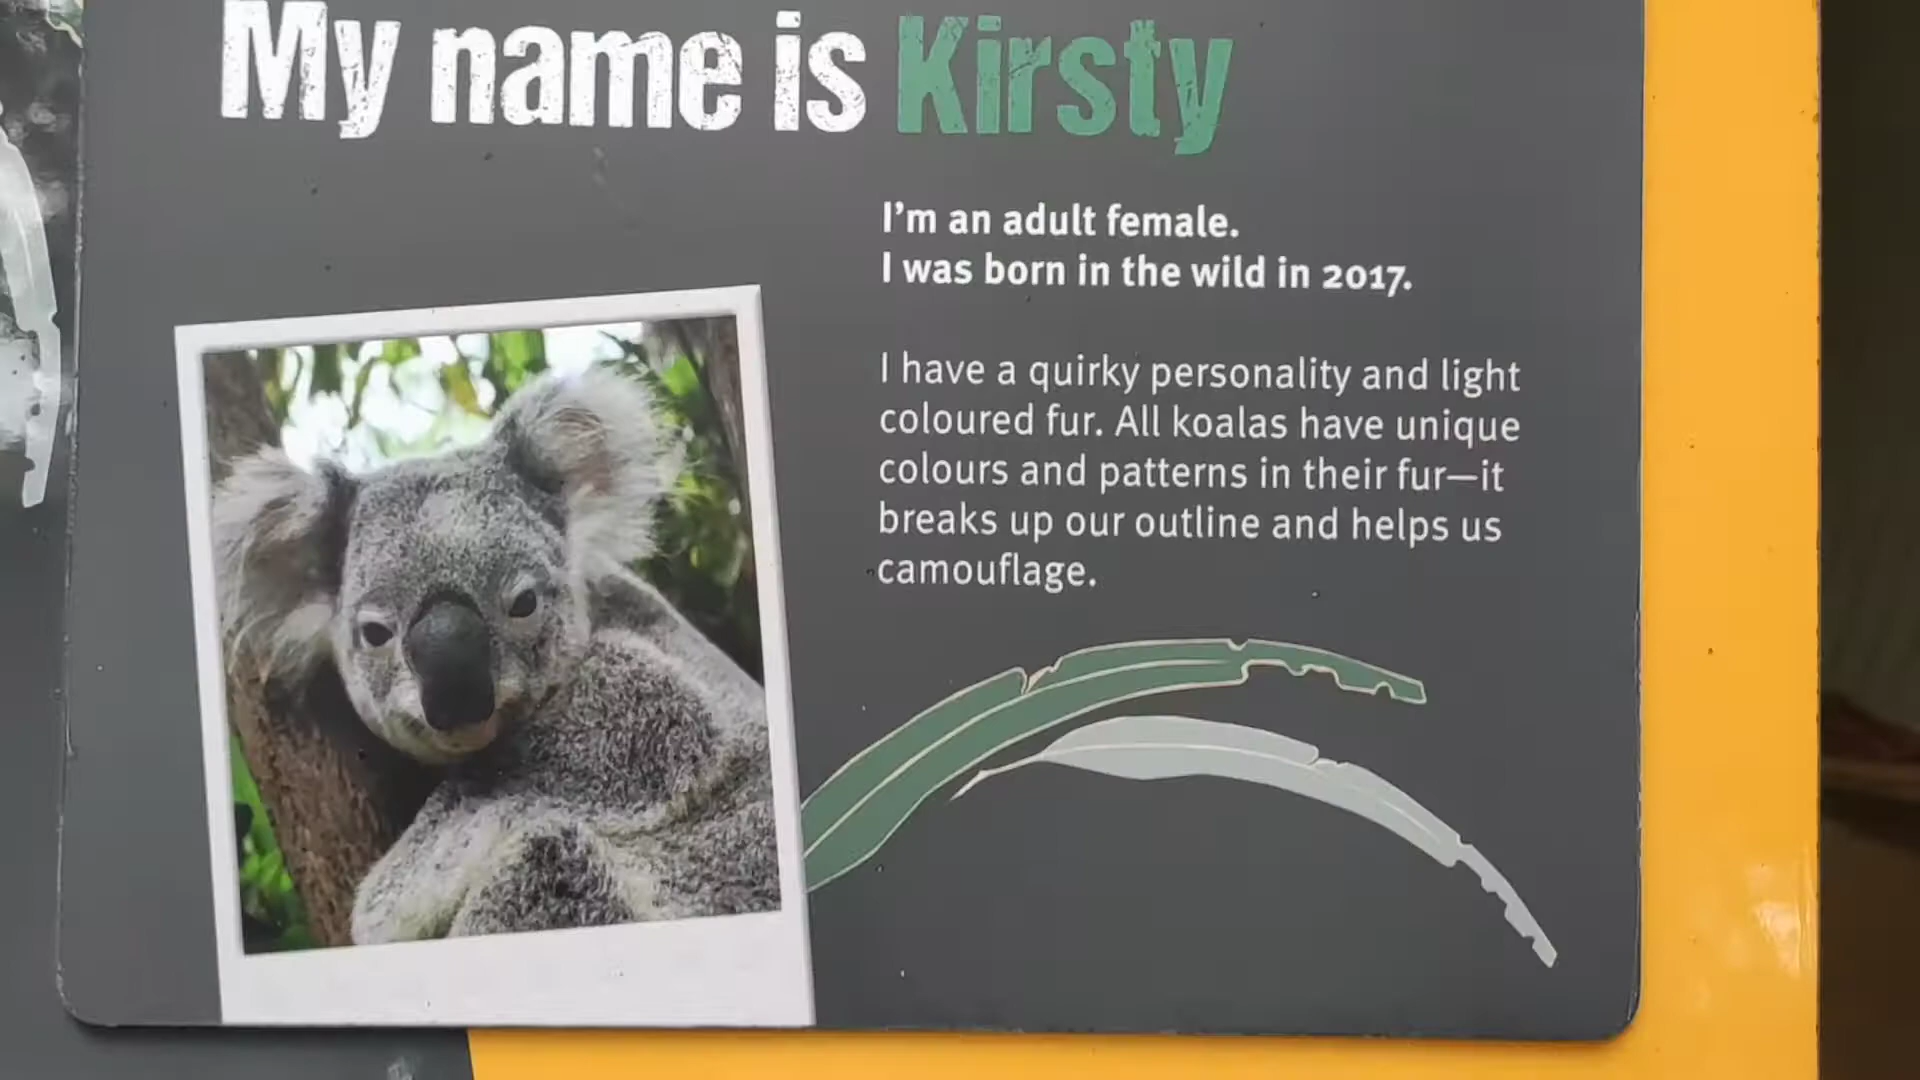 My name is Kirsty
I'm an adult female.
I was born in the wild in 2017.
I have a quirky personality and light
coloured fur. All koalas have unique
colours and patterns in their fur—it
breaks up our outline and helps us
camouflage.